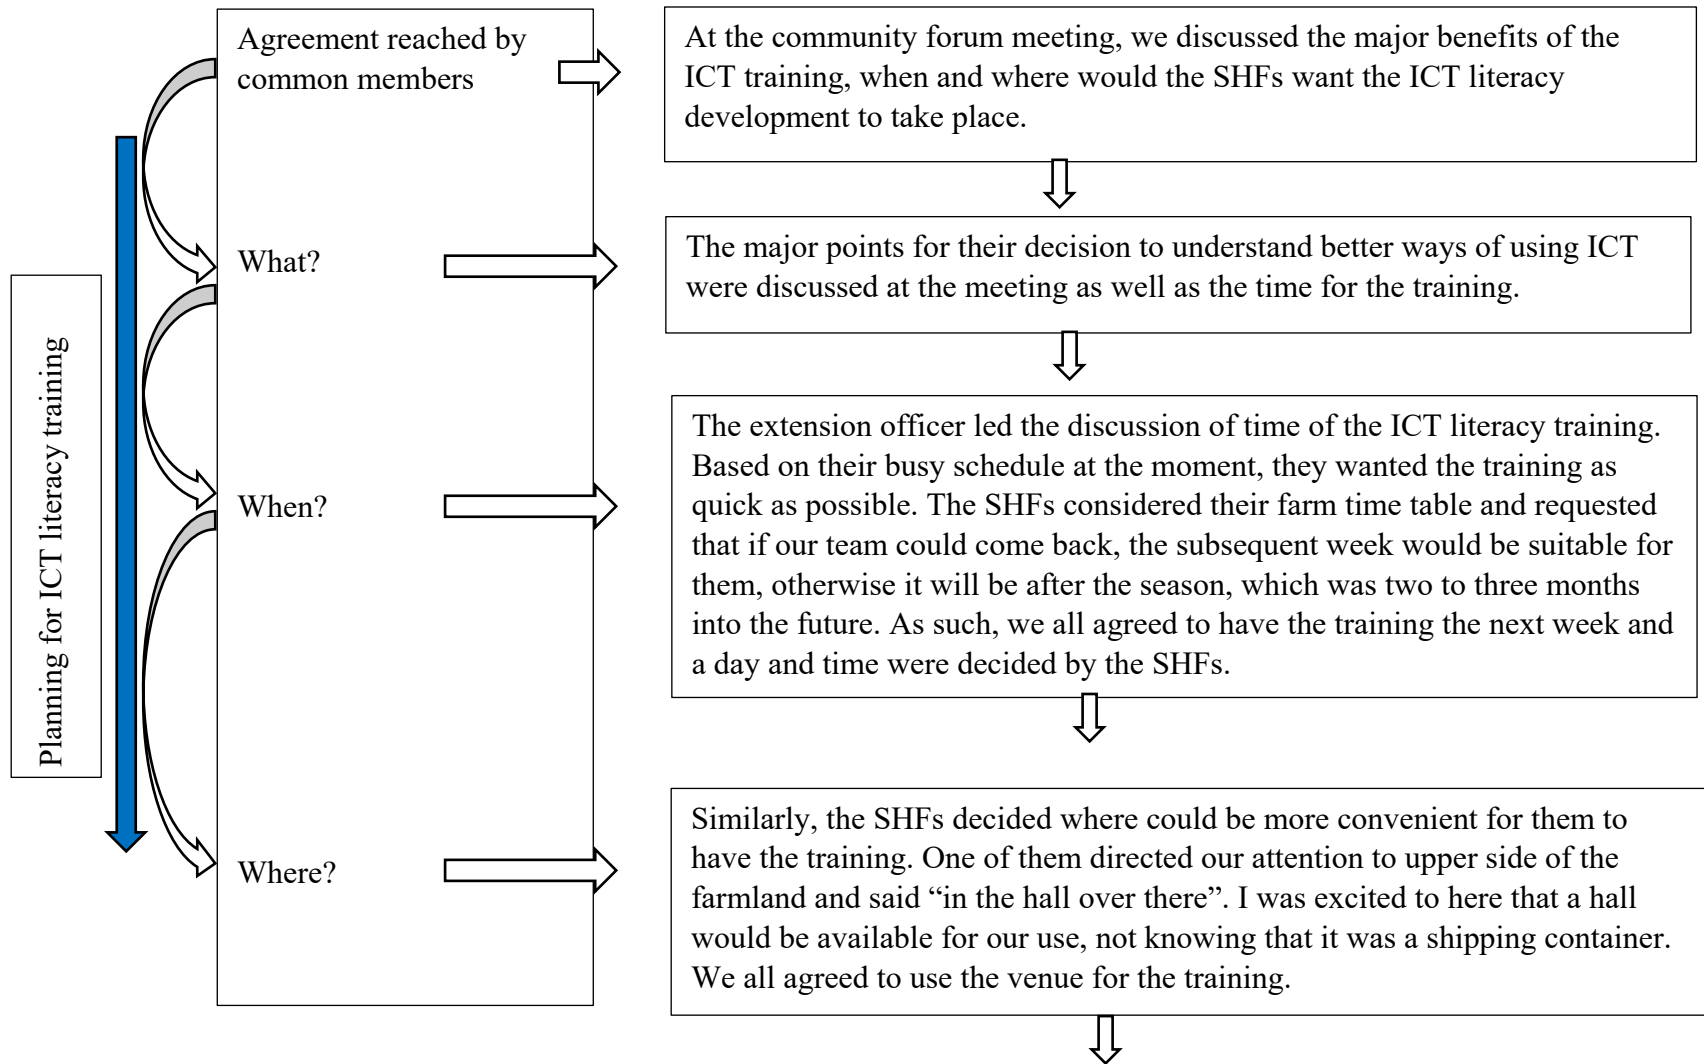 Planning for ICT literacy training
Agreement reached by
common members
At the community forum meeting, we discussed the major benefits of the
ICT training, when and where would the SHFs want the ICT literacy
development to take place.
What?
The major points for their decision to understand better ways of using ICT
were discussed at the meeting as well as the time for the training.
When?
The extension officer led the discussion of time of the ICT literacy training.
Based on their busy schedule at the moment, they wanted the training as
quick as possible. The SHFs considered their farm time table and requested
that if our team could come back, the subsequent week would be suitable for
them, otherwise it will be after the season, which was two to three months
into the future. As such, we all agreed to have the training the next week and
a day and time were decided by the SHFs.
Where?
Similarly, the SHFs decided where could be more convenient for them to
have the training. One of them directed our attention to upper side of the
farmland and said “in the hall over there”. I was excited to here that a hall
would be available for our use, not knowing that it was a shipping container.
We all agreed to use the venue for the training.